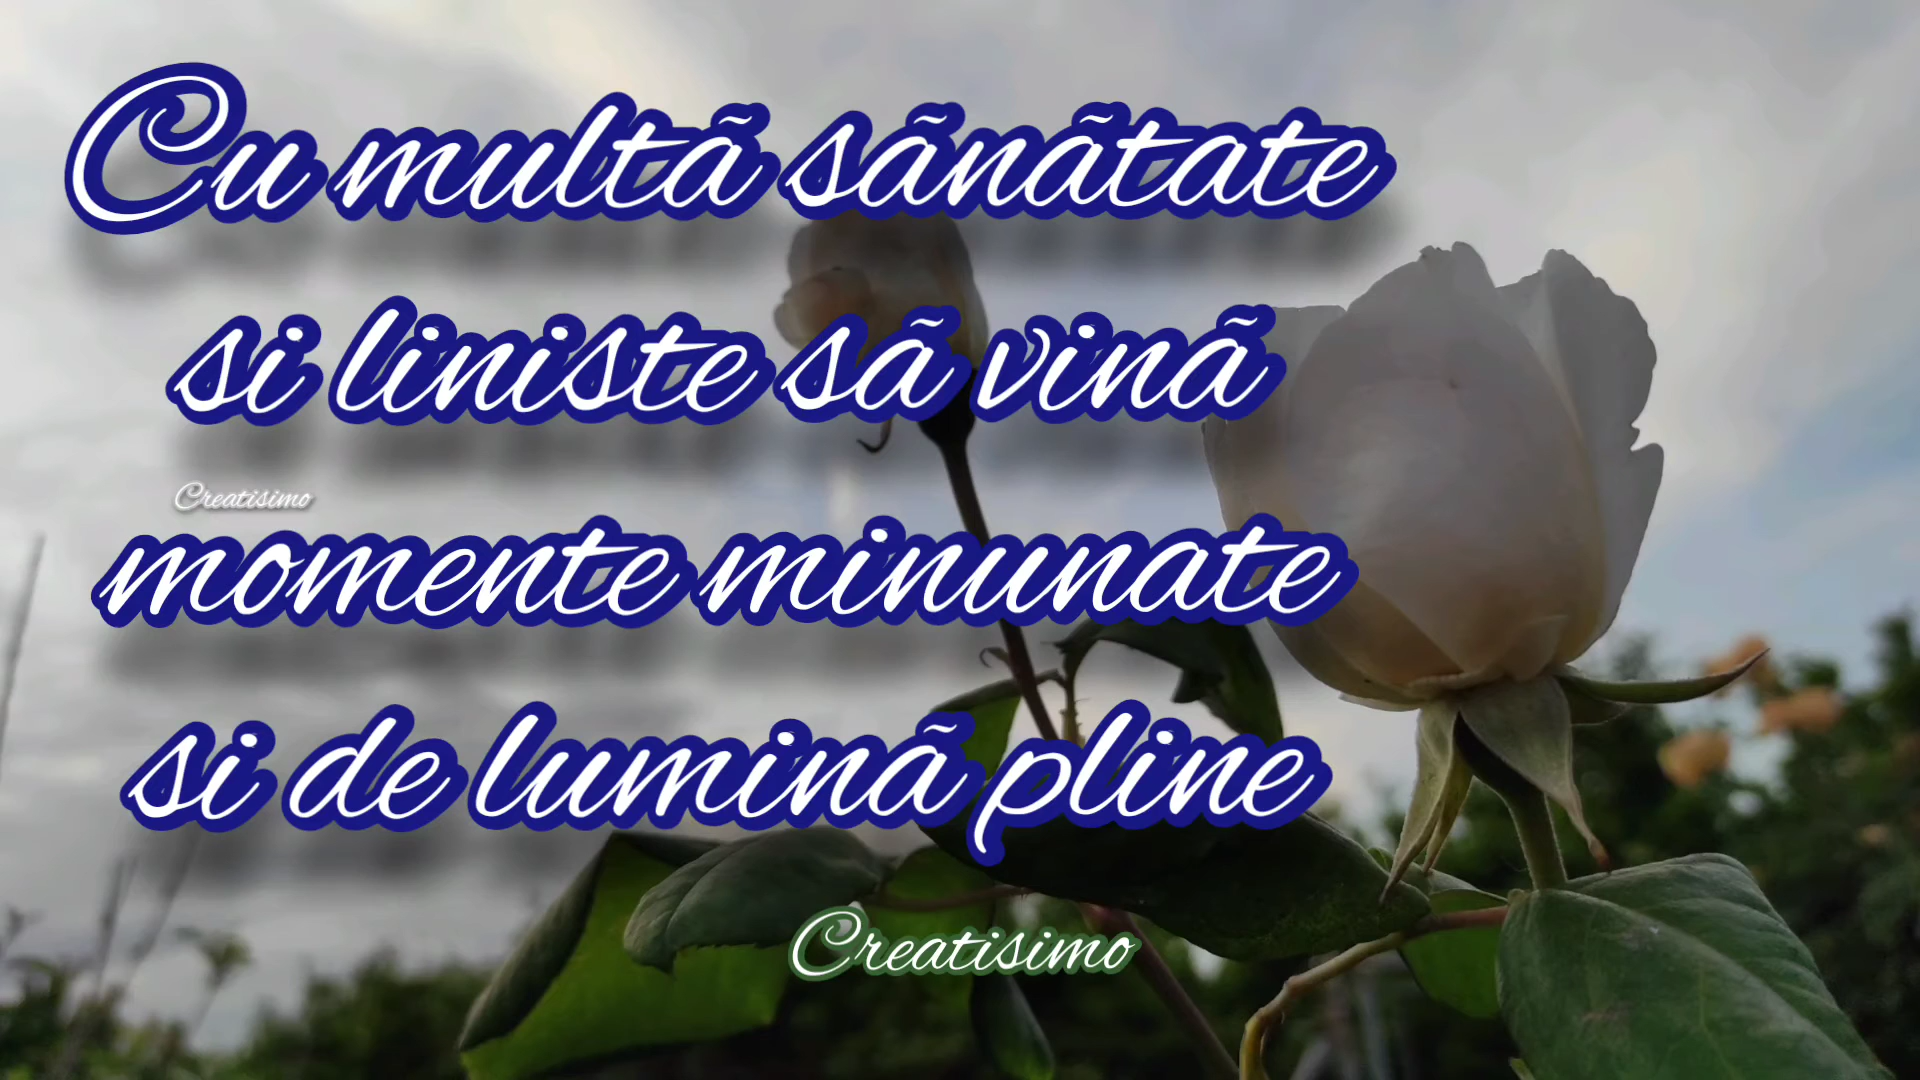 Cu multã sãnãtate
si liniste sã vinã
Creatisimo
momente minunate
si de luminã pline
Creatisimo